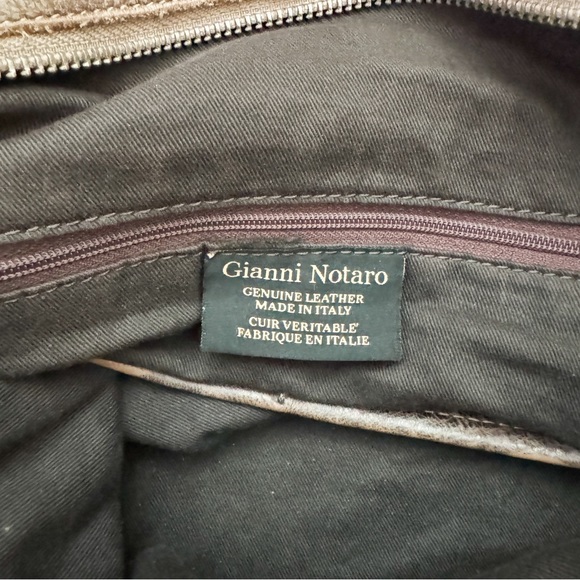 Gianni Notaro
GENUINE LEATHER
MADE IN ITALY
CUIR VERITABLE'
FABRIQUE EN ITALIE